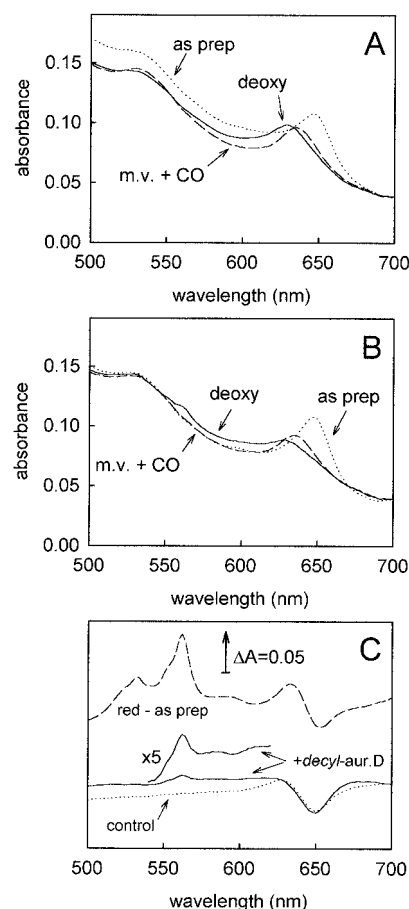 A
as prep
deoxy
m.v. + CO
absorbance
0.15
0.10
0.05
0.00
500 550 600 650 700
wavelength (nm)
B
deoxy
as prep
m.v. + CO
absorbance
0.15
0.10
0.05
0.00
500 550 600 650 700
wavelength (nm)
C
ΔA=0.05
red - as prep
x5
+decyl-aur.D
control
500 550 600 650 700
wavelength (nm)